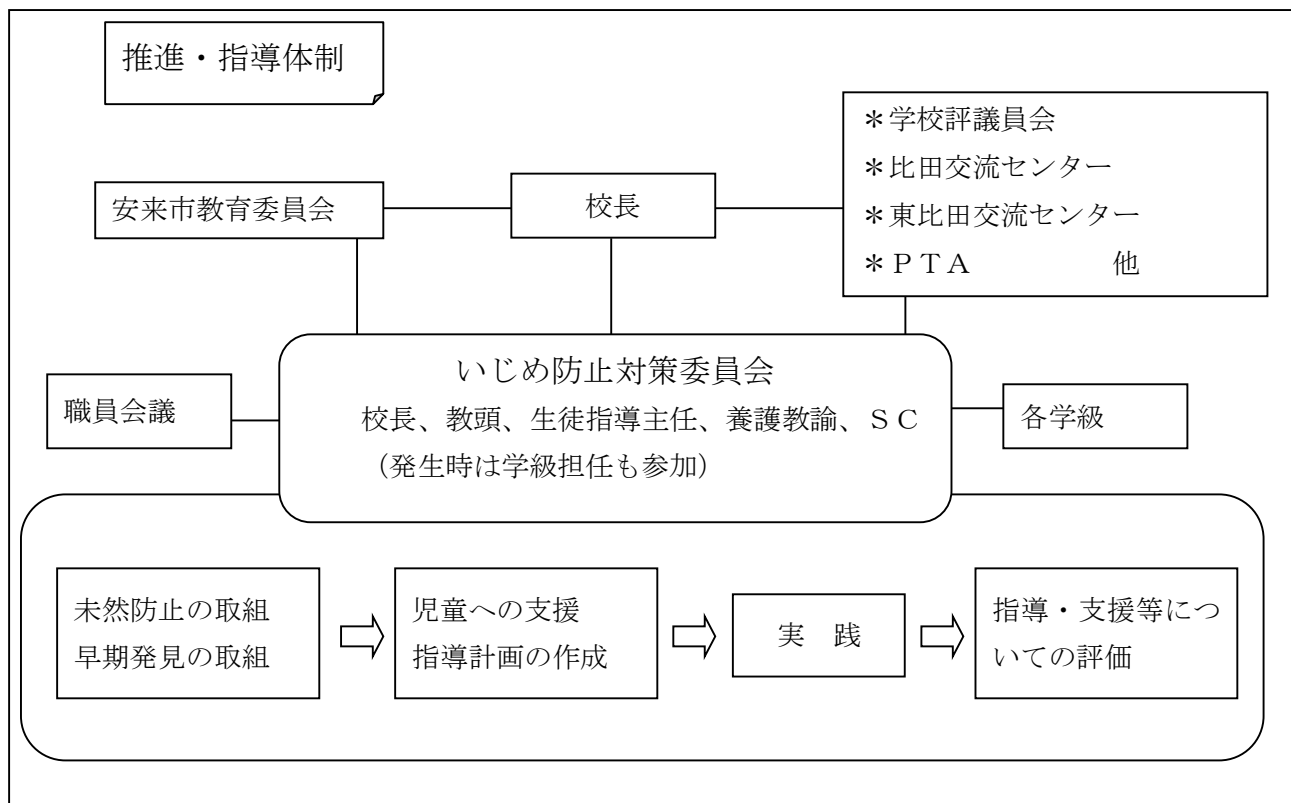 推進・指導体制
安来市教育委員会
校長
＊学校評議員会
＊比田交流センター
＊東比田交流センター
＊ＰＴＡ　　　　　他
いじめ防止対策委員会
校長、教頭、生徒指導主任、養護教諭、ＳＣ
（発生時は学級担任も参加）
職員会議
各学級
未然防止の取組
早期発見の取組
児童への支援
指導計画の作成
実　践
指導・支援等につ
いての評価